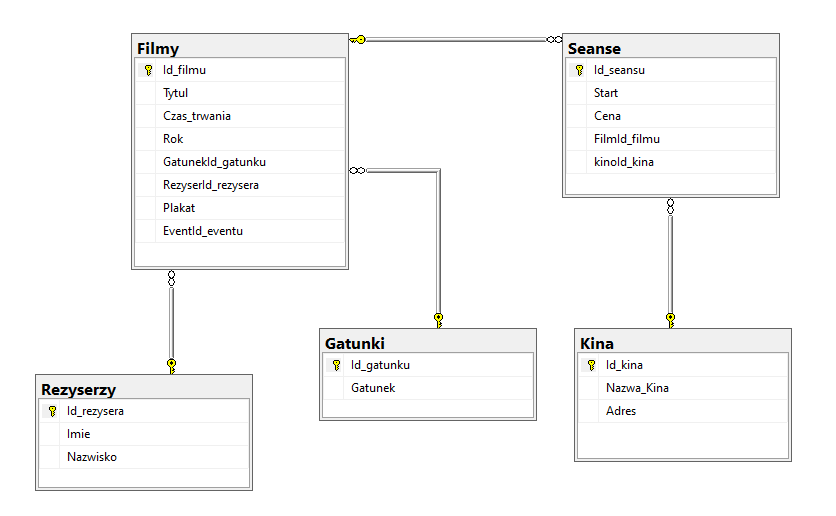 Filmy
Id_filmu
Tytul
Czas_trwania
Rok
GatunekId_gatunku
RezyserId_rezysera
Plakat
EventId_eventu
Seanse
Id_seansu
Start
Cena
FilmId_filmu
kinoId_kina
Gatunki
Id_gatunku
Gatunek
Kina
Id_kina
Nazwa_Kina
Adres
Rezyserzy
Id_rezysera
Imie
Nazwisko